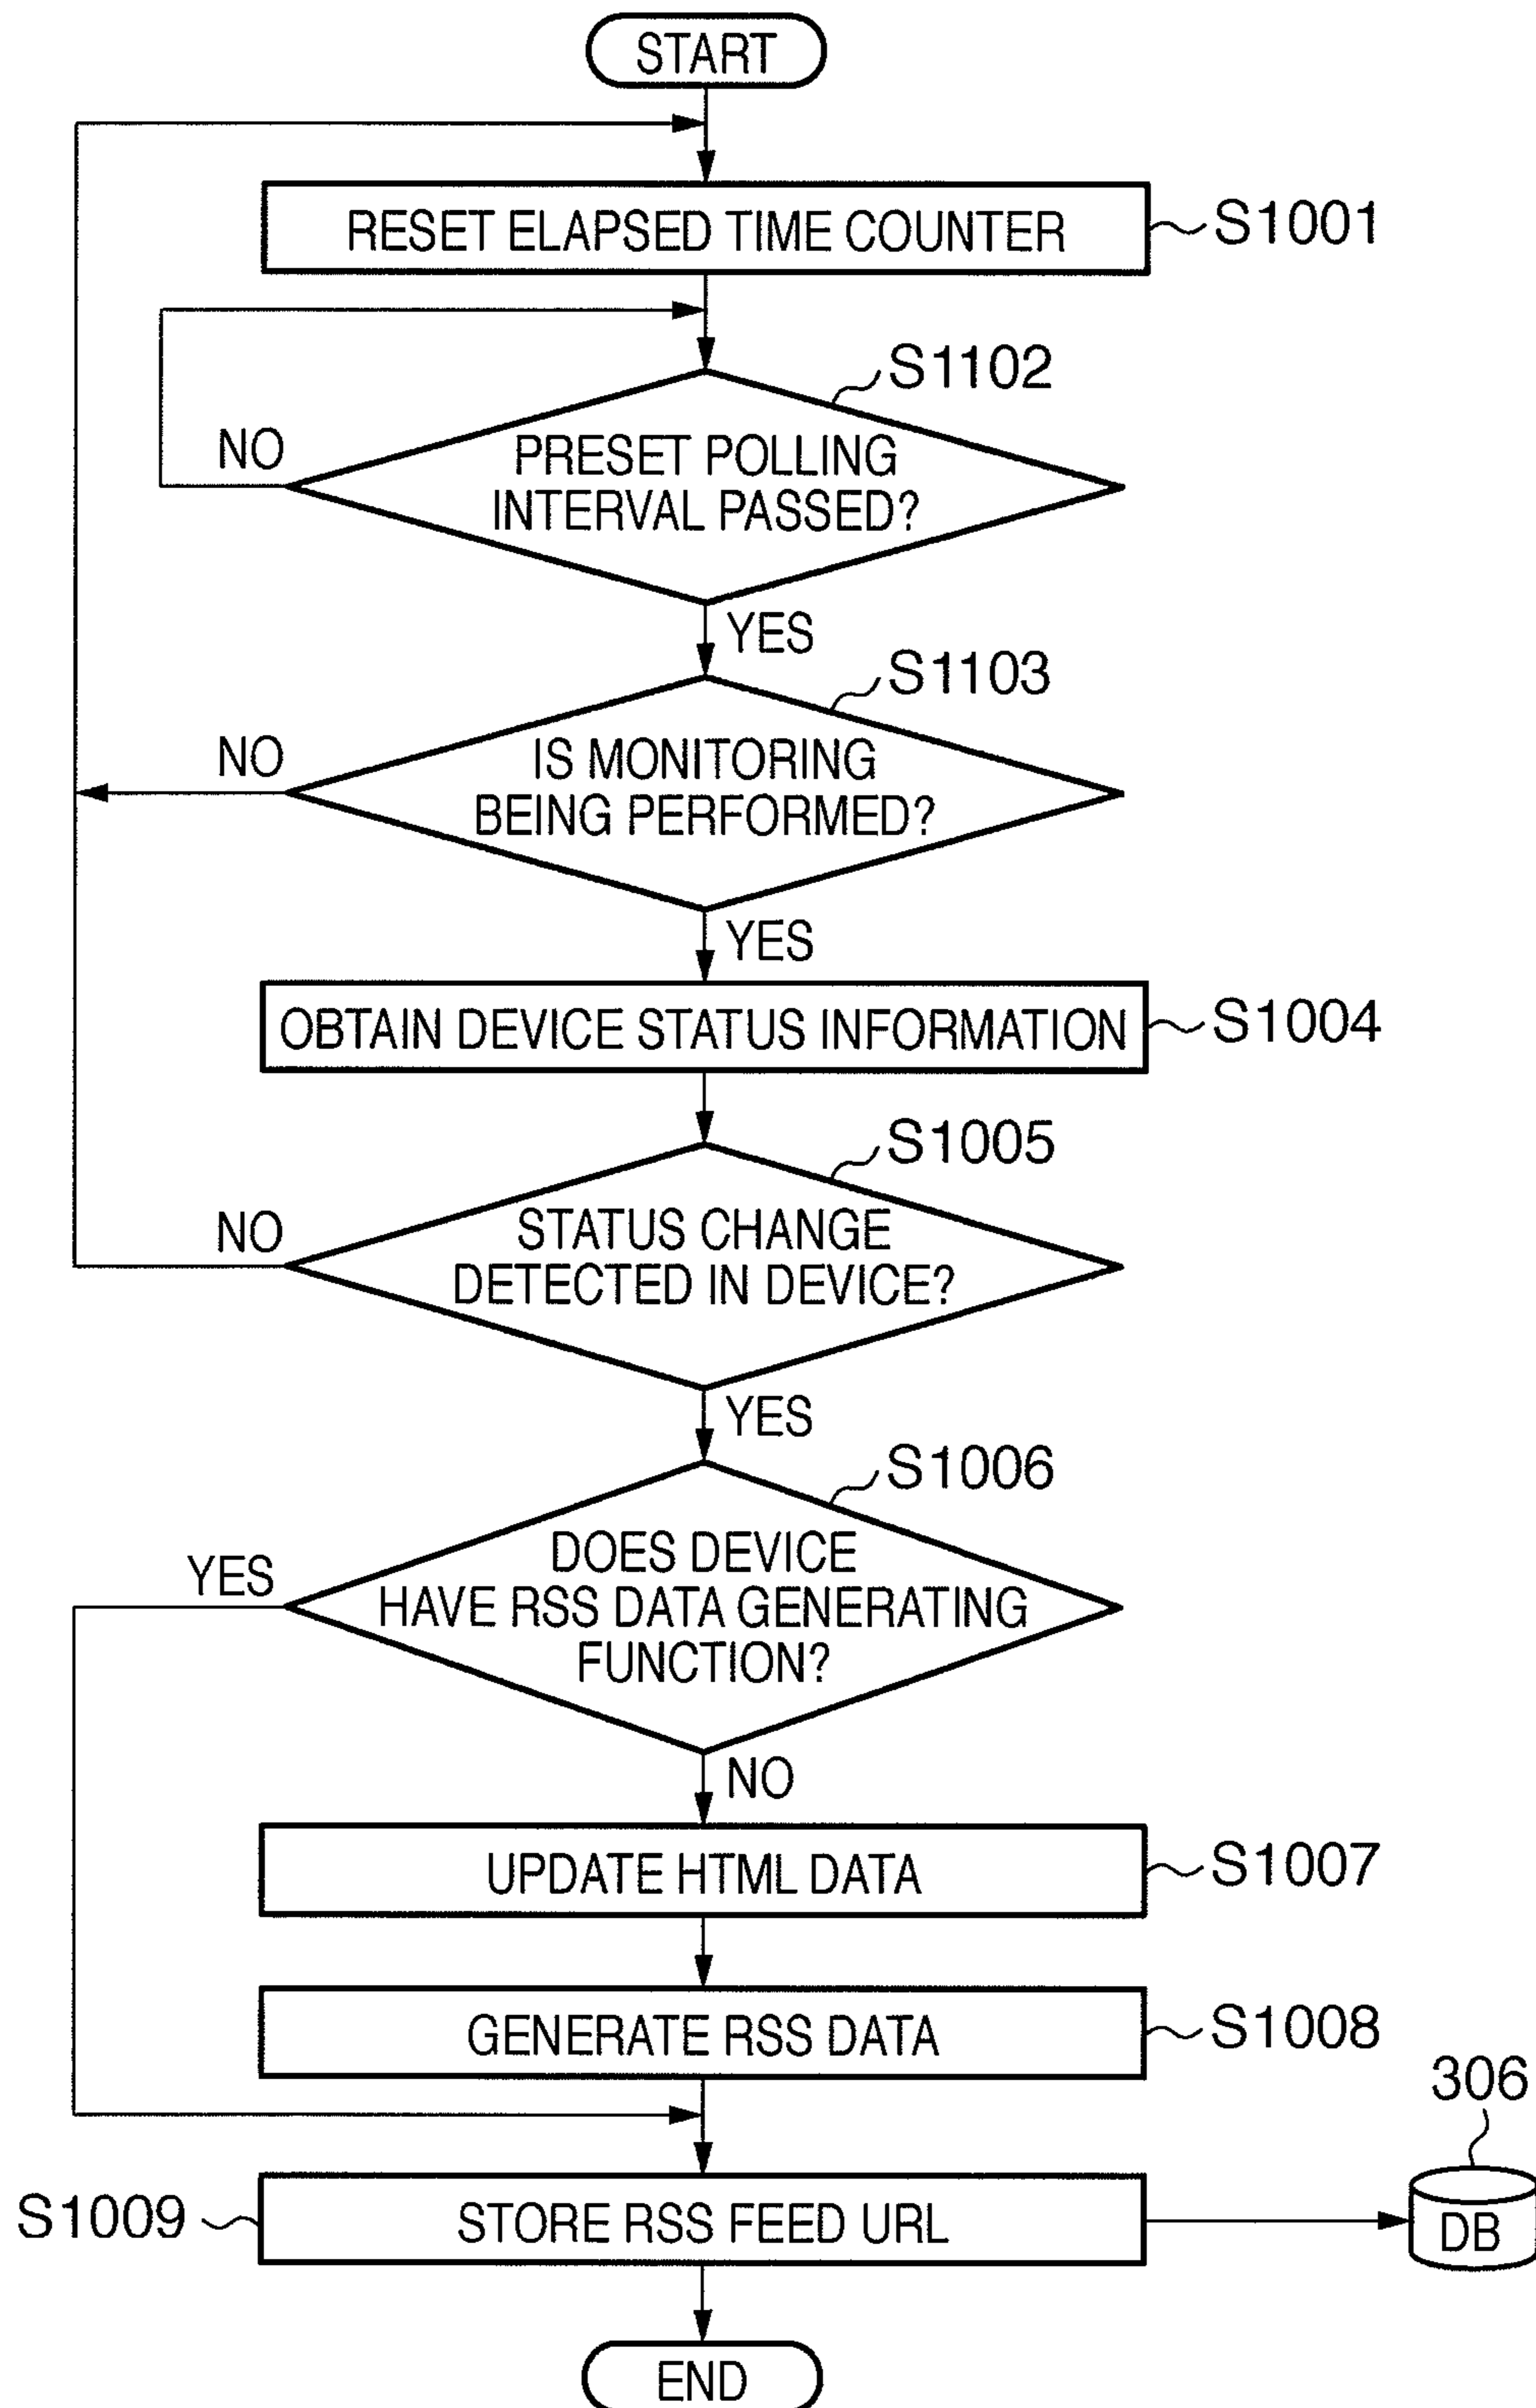 START
RESET ELAPSED TIME COUNTER
S1001
S1102
NO
PRESET POLLING
INTERVAL PASSED?
YES
S1103
NO
IS MONITORING
BEING PERFORMED?
YES
OBTAIN DEVICE STATUS INFORMATION
S1004
S1005
NO
STATUS CHANGE
DETECTED IN DEVICE?
YES
S1006
YES
DOES DEVICE
HAVE RSS DATA GENERATING
FUNCTION?
NO
UPDATE HTML DATA
S1007
GENERATE RSS DATA
S1008
306
S1009
STORE RSS FEED URL
DB
END